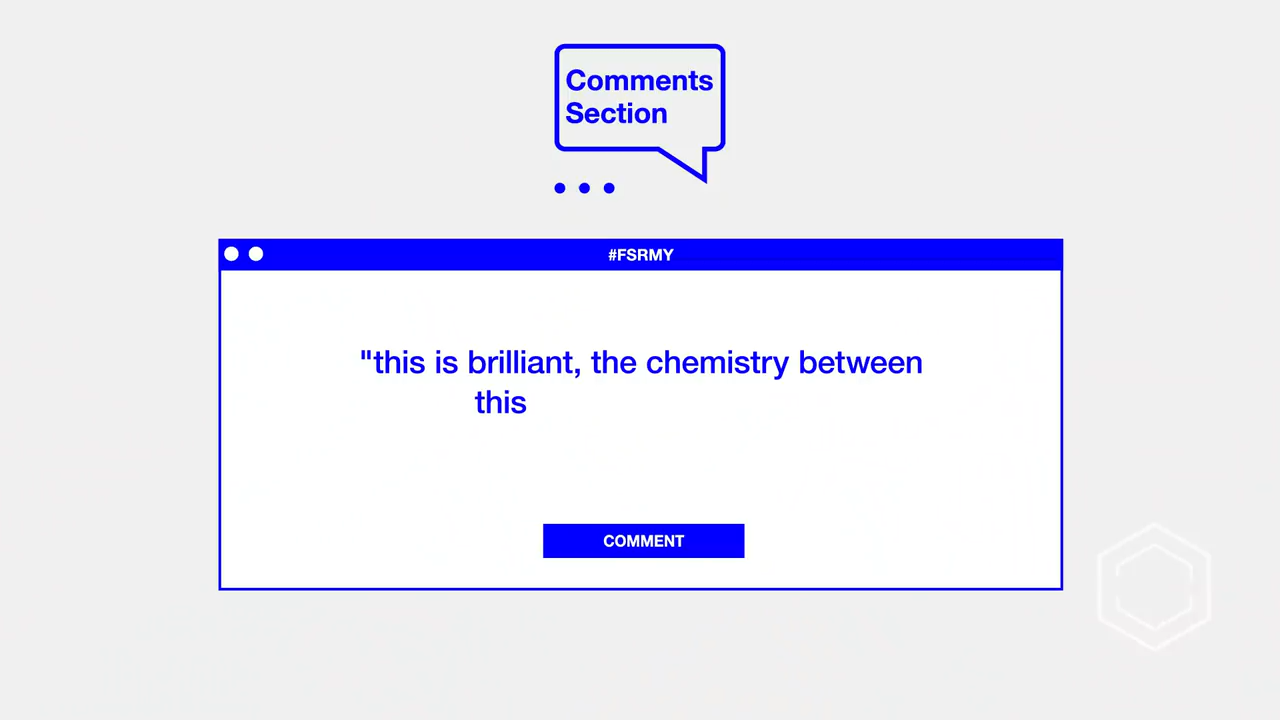 Comments
Section
#FSRMY
"this is brilliant, the chemistry between
this
COMMENT